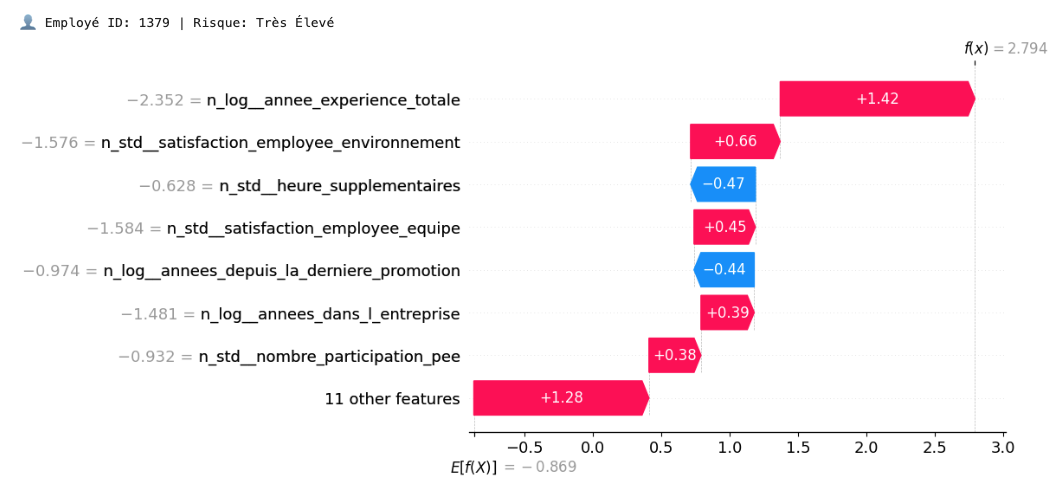 👤 Employé ID: 1379 | Risque: Très Élevé
f(x) = 2.794
−2.352 = n_log__annee_experience_totale +1.42
−1.576 = n_std__satisfaction_employee_environnement +0.66
−0.628 = n_std__heure_supplementaires −0.47
−1.584 = n_std__satisfaction_employee_equipe +0.45
−0.974 = n_log__annees_depuis_la_derniere_promotion −0.44
−1.481 = n_log__annees_dans_l_entreprise +0.39
−0.932 = n_std__nombre_participation_pee +0.38
11 other features +1.28
−0.5 0.0 0.5 1.0 1.5 2.0 2.5 3.0
E[f(X)] = −0.869